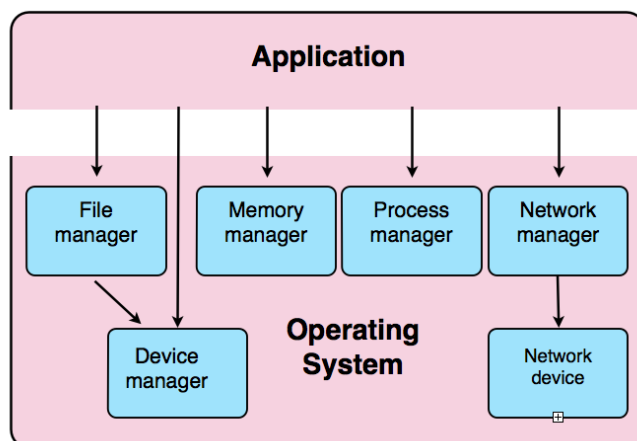 Application
File
manager
Memory
manager
Process
manager
Network
manager
Operating
System
Device
manager
Network
device